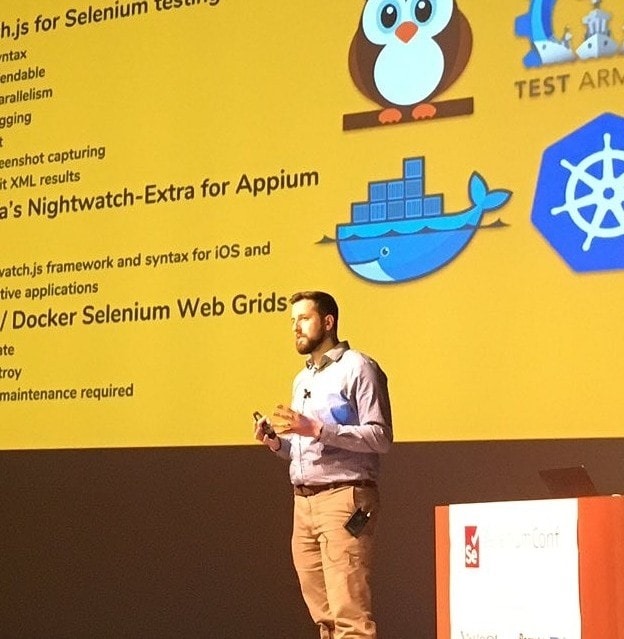 h.js for Selenium testing
ntax
endable
arallelism
gging
t
eenshot capturing
it XML results
a's Nightwatch-Extra for Appium
watch.js framework and syntax for iOS and
tive applications
/ Docker Selenium Web Grids
ate
troy
maintenance required
TEST ARM
Se
SeleniumConf